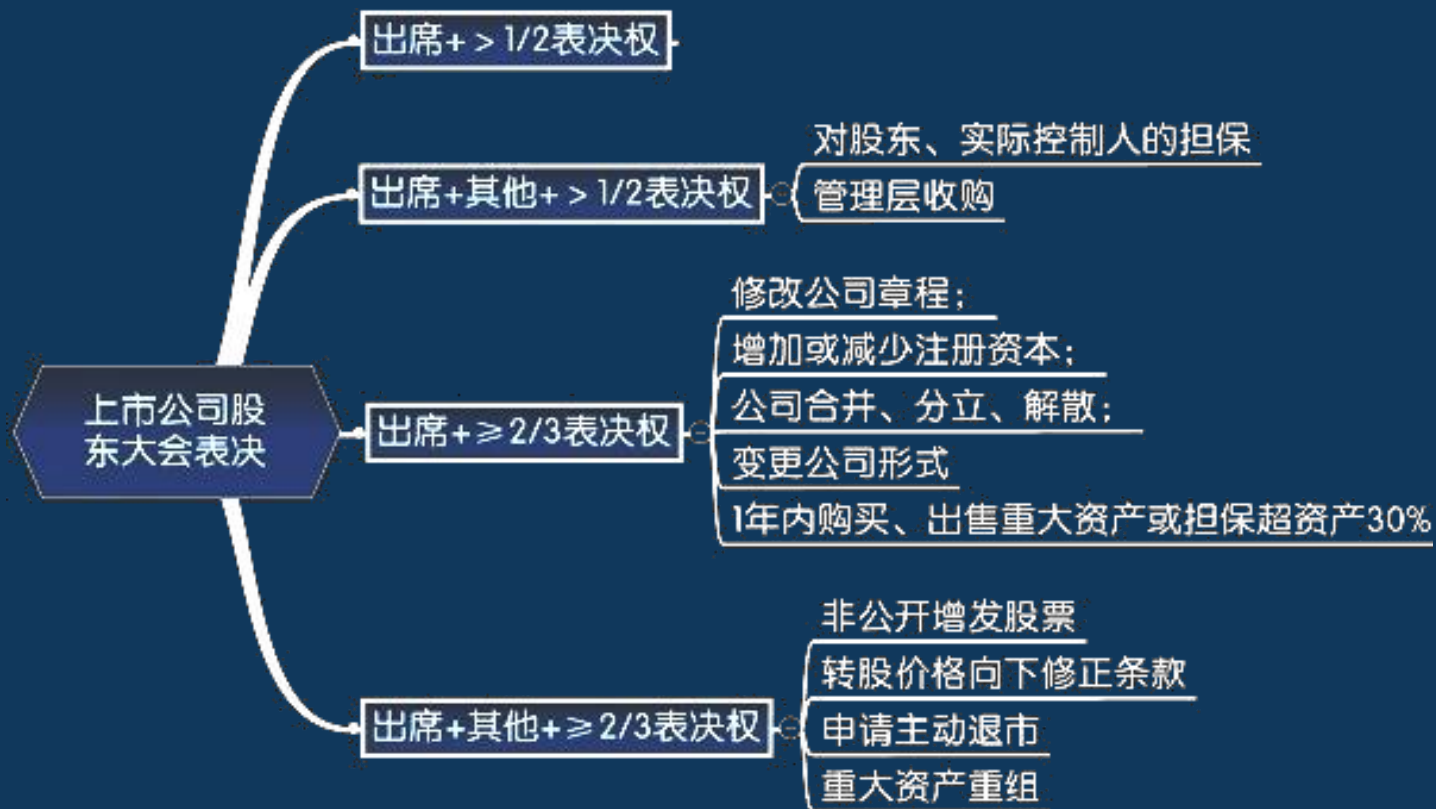 出席+＞1/2表决权
对股东、实际控制人的担保
出席+其他+＞1/2表决权
管理层收购
修改公司章程；
增加或减少注册资本；
上市公司股
东大会表决
出席+≥2/3表决权
公司合并、分立、解散；
变更公司形式
1年内购买、出售重大资产或担保超资产30%
非公开增发股票
转股价格向下修正条款
出席+其他+≥2/3表决权
申请主动退市
重大资产重组